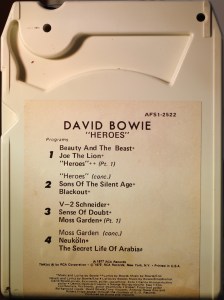 AFS1-2522
DAVID BOWIE
"HEROES"
Programs
1
Beauty And The Beast+
Joe The Lion+
"Heroes"++ (Pt. 1)
2
"Heroes" (conc.)
Sons Of The Silent Age+
Blackout+
3
V-2 Schneider+
Sense Of Doubt+
Moss Garden (Pt. 1)
4
Moss Garden (conc.)
Neuköln+
The Secret Life Of Arabia+